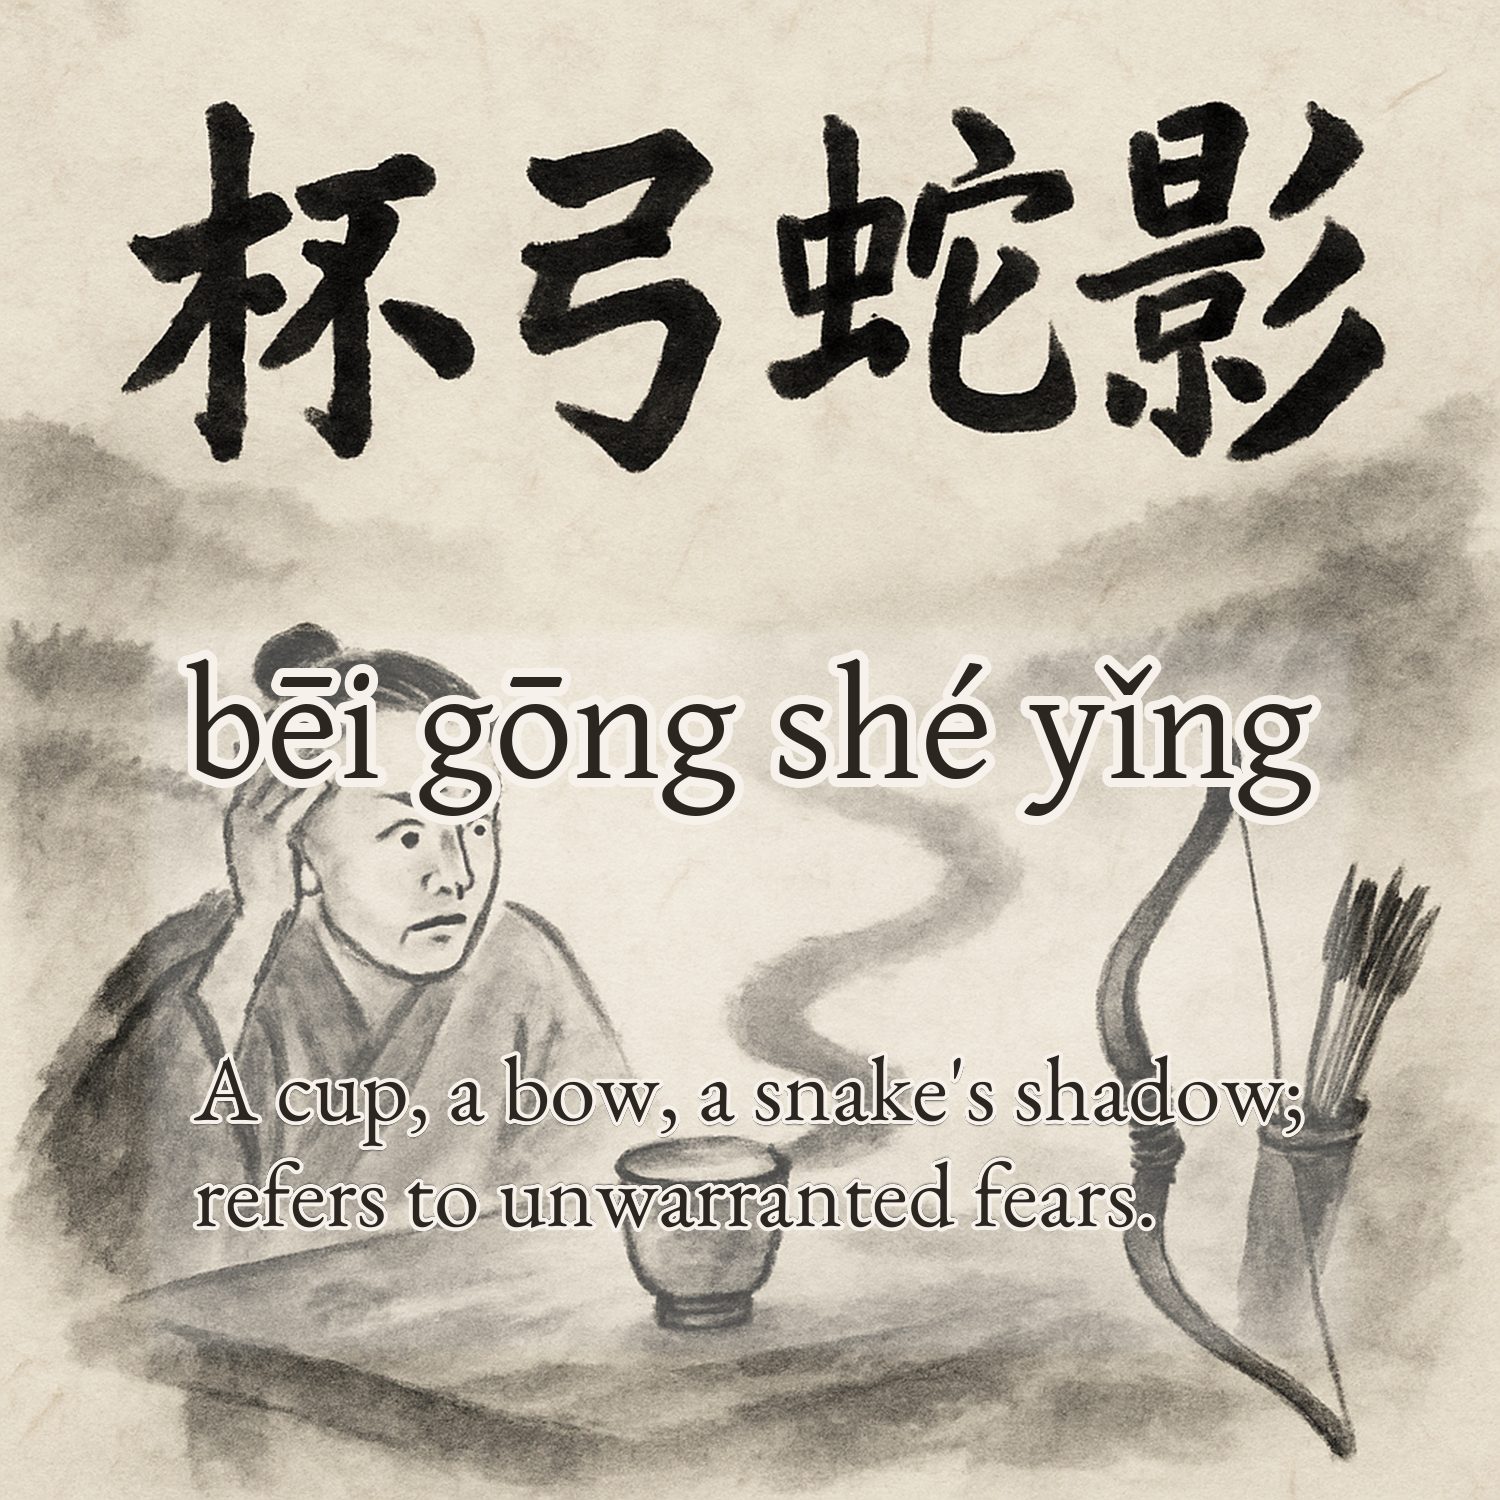 杯弓蛇影
bēi gōng shé yǐng
A cup, a bow, a snake's shadow;
refers to unwarranted fears.